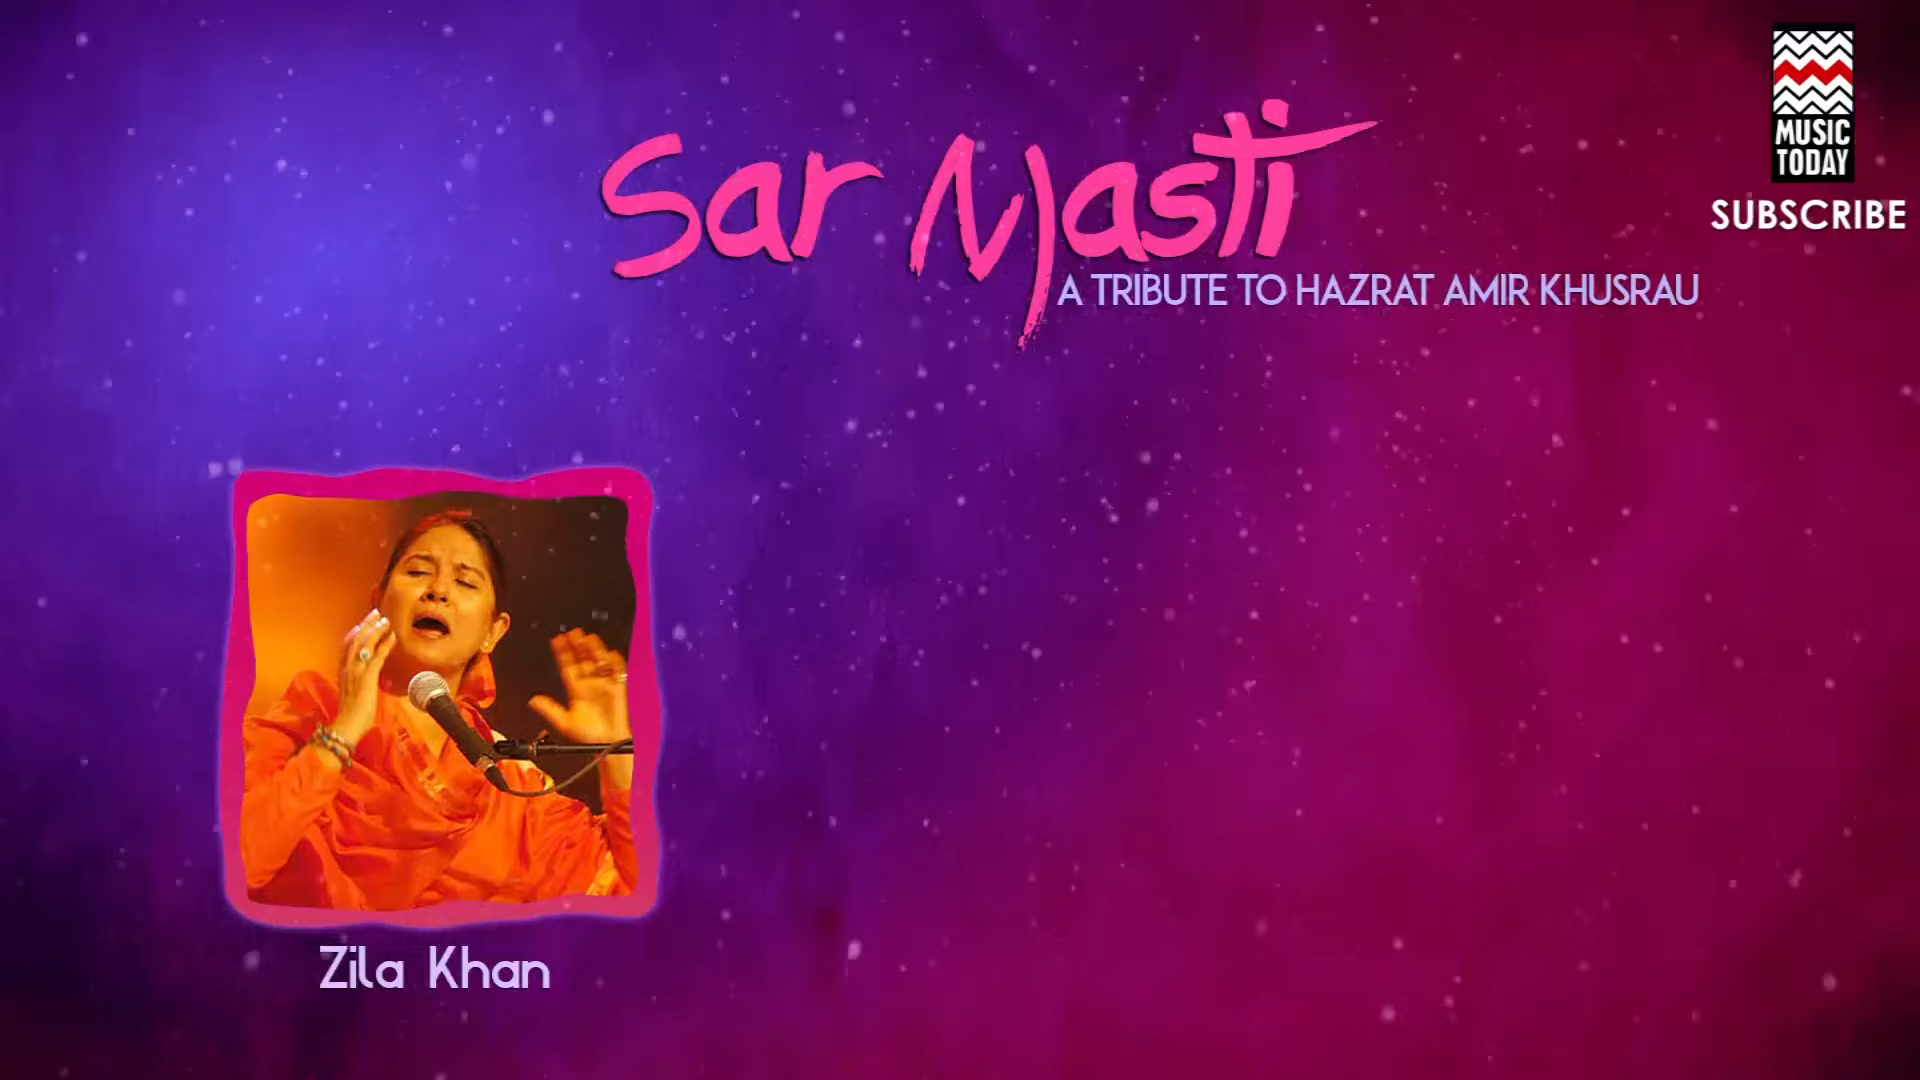 Sar Masti
A TRIBUTE TO HAZRAT AMIR KHUSRAU
MUSIC
TODAY
SUBSCRIBE
Zila Khan